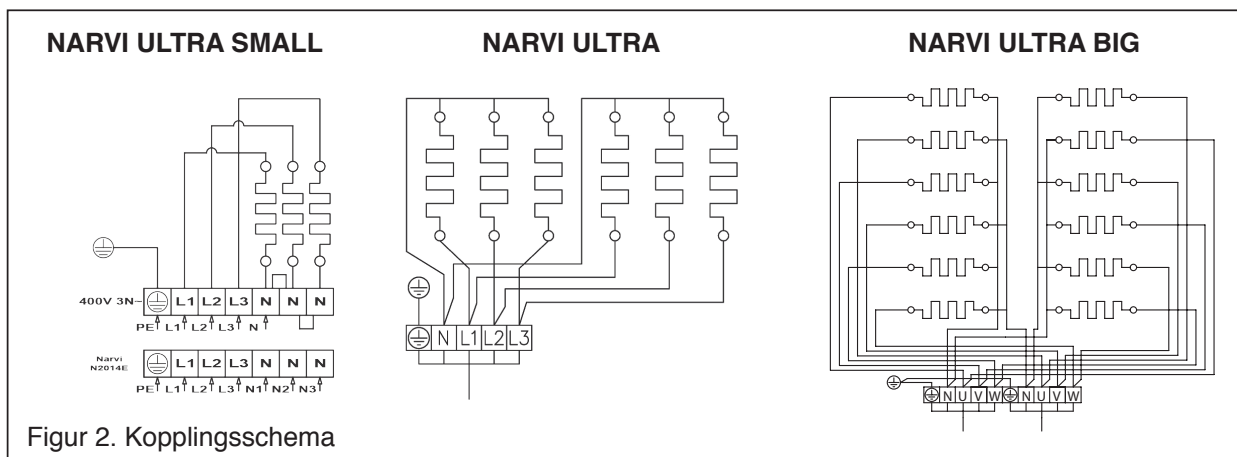 NARVI ULTRA SMALL
NARVI ULTRA
NARVI ULTRA BIG
400V 3N~
L1 L2 L3 N N N
PE L1 L2 L3 N
Narvi
N2014E
L1 L2 L3 N N N
PE L1 L2 L3 N1 N2 N3
N L1 L2 L3
N U V W N U V W
Figur 2. Kopplingsschema